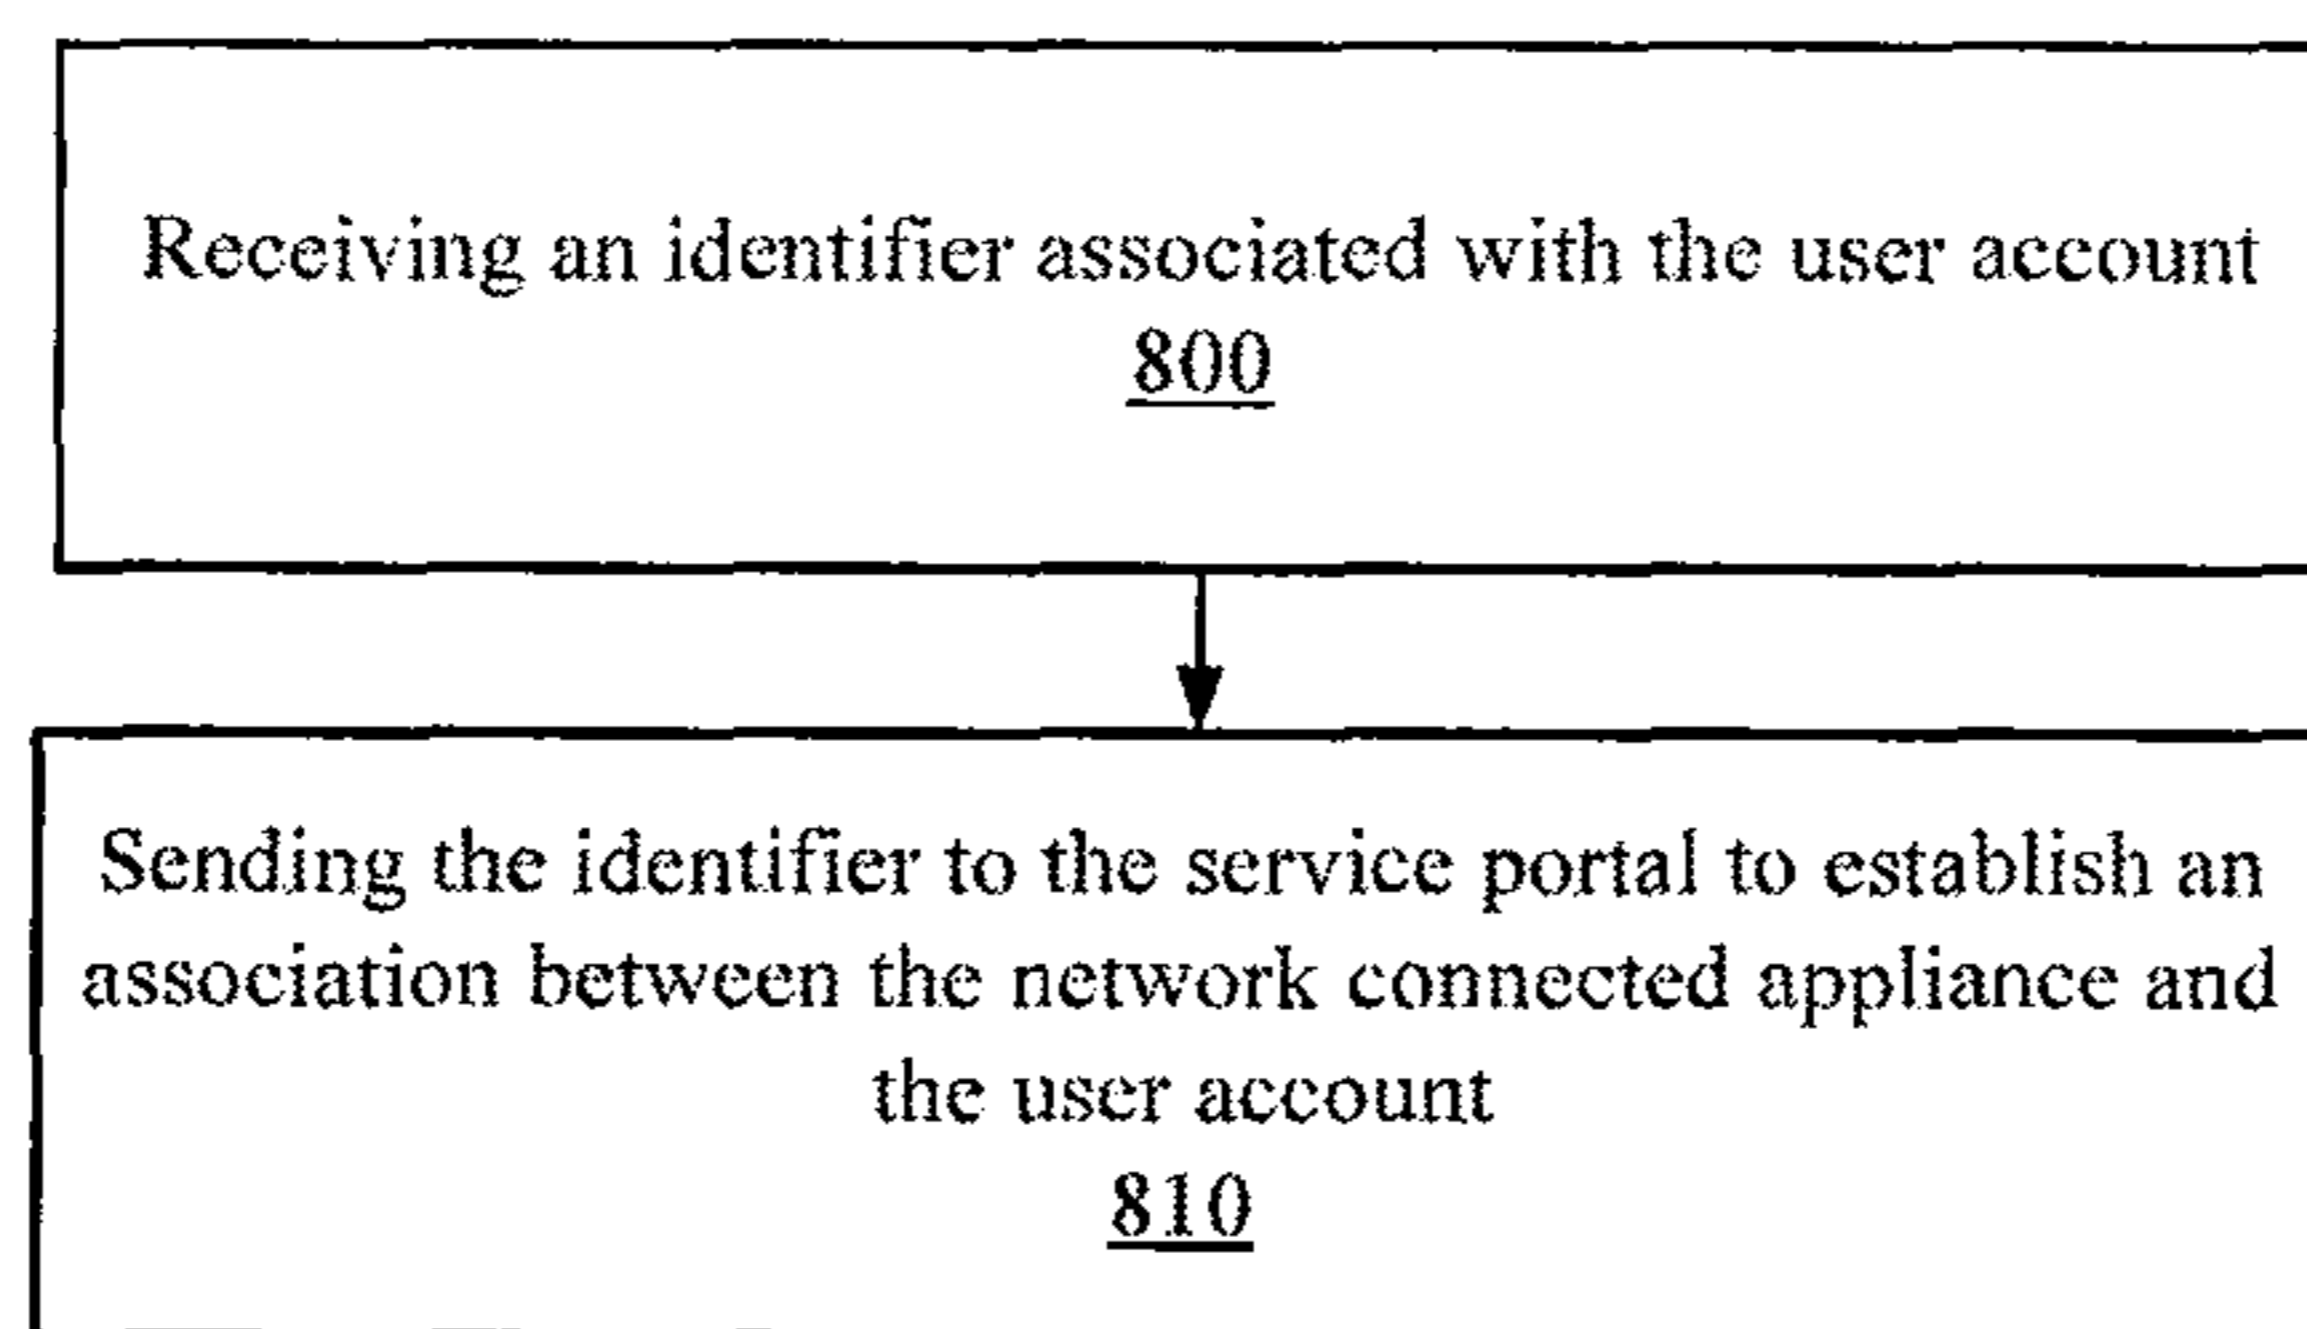 Receiving an identifier associated with the user account
800
Sending the identifier to the service portal to establish an
association between the network connected appliance and
the user account
810